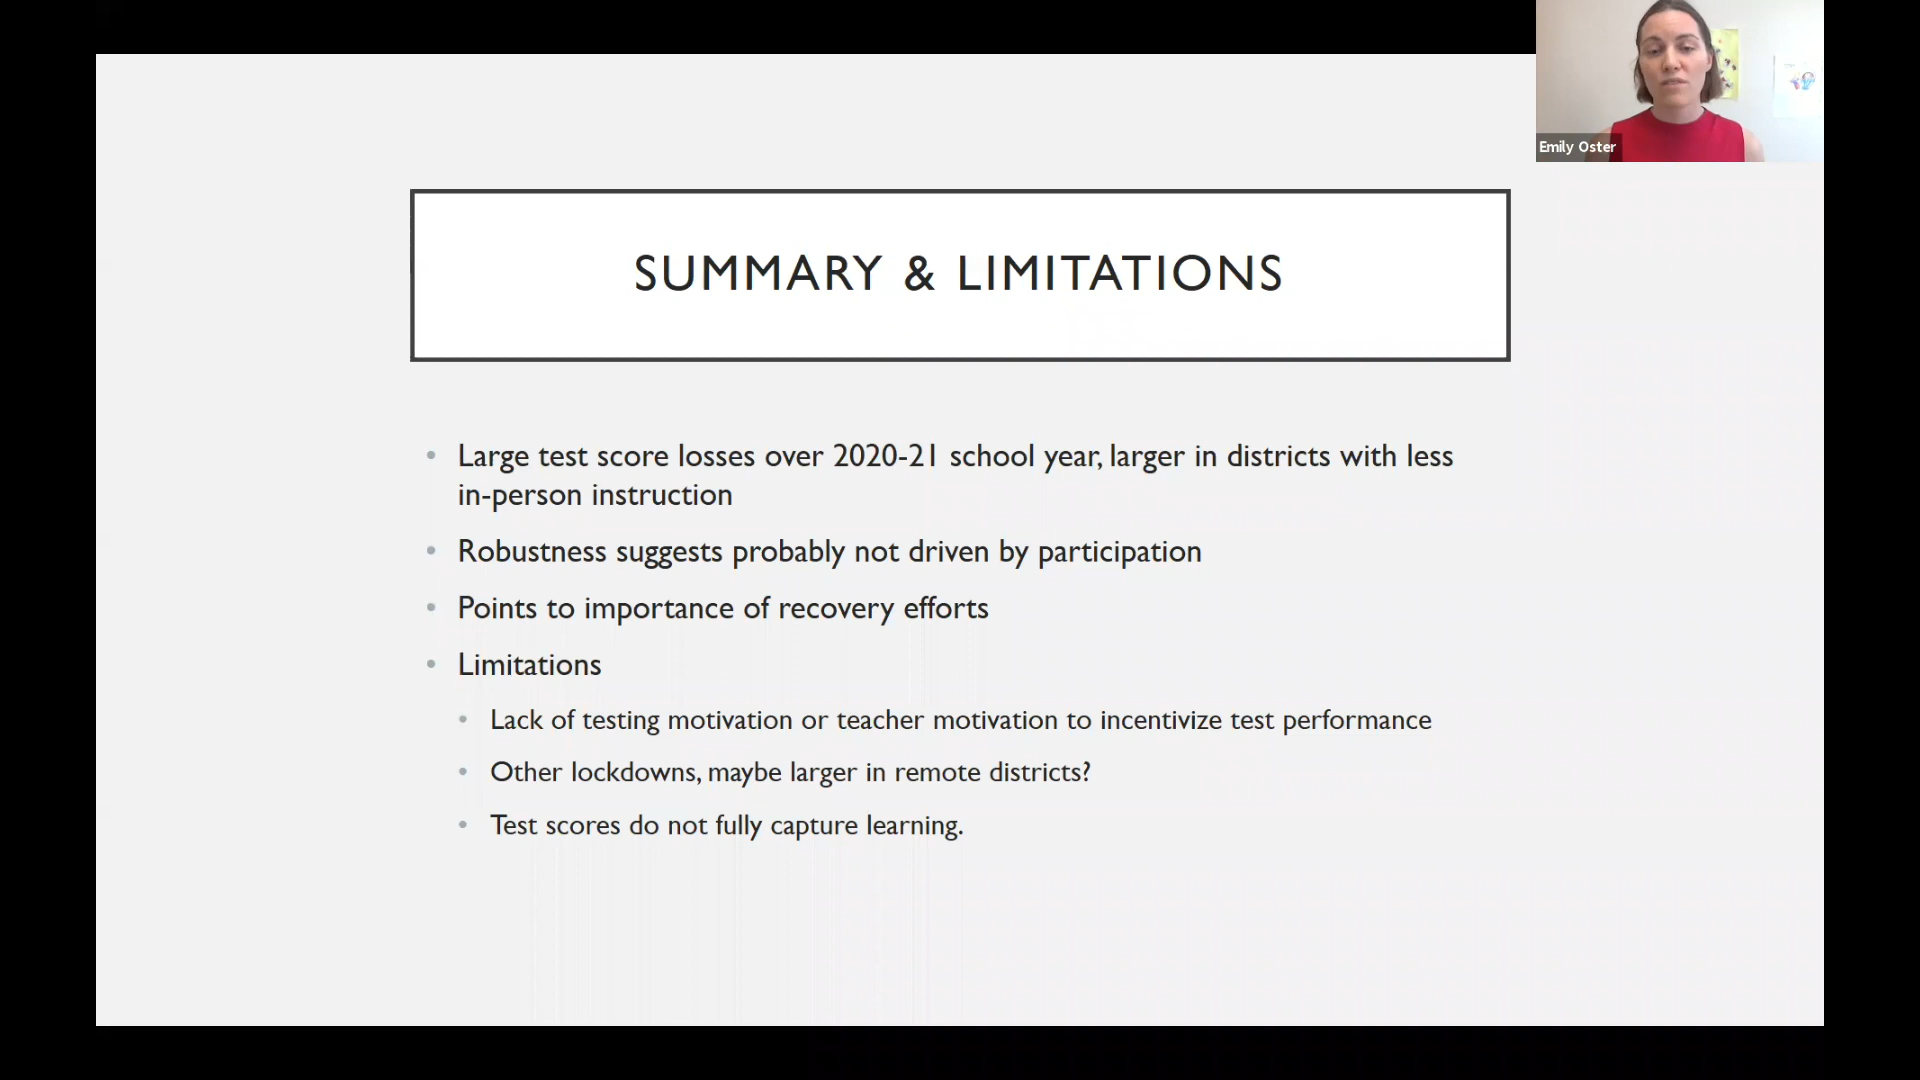 Emily Oster
SUMMARY & LIMITATIONS
• Large test score losses over 2020-21 school year, larger in districts with less
in-person instruction
• Robustness suggests probably not driven by participation
• Points to importance of recovery efforts
• Limitations
• Lack of testing motivation or teacher motivation to incentivize test performance
• Other lockdowns, maybe larger in remote districts?
• Test scores do not fully capture learning.